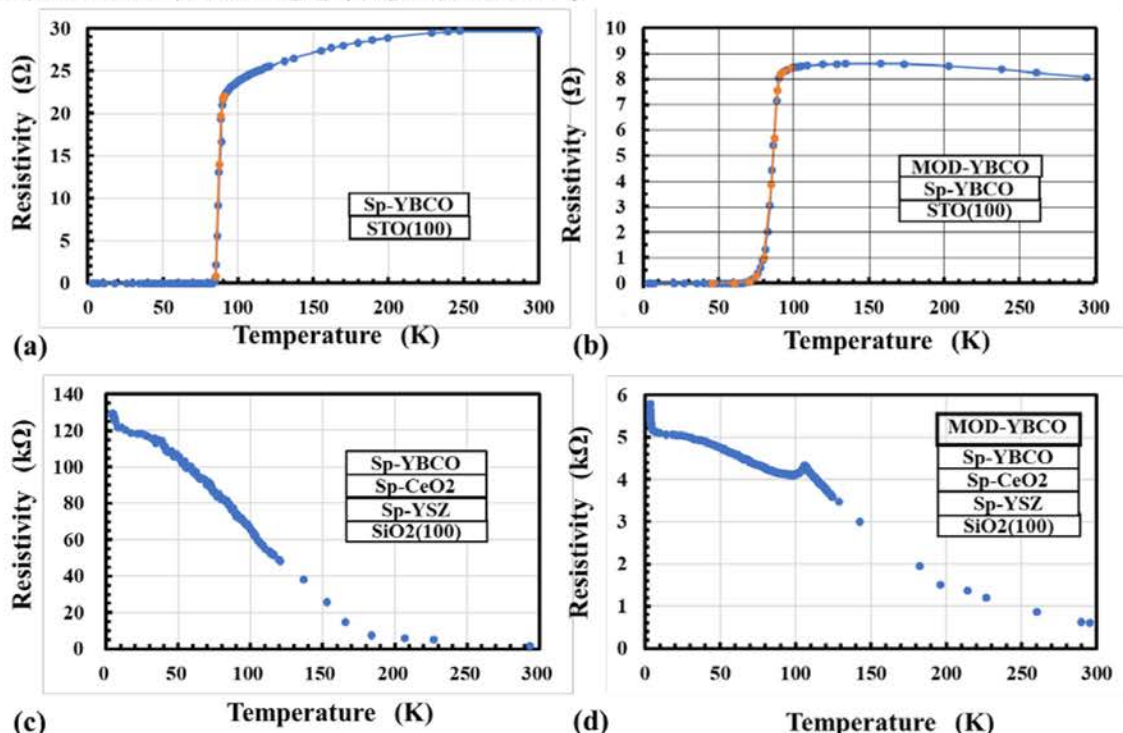 30
25
20
15
10
5
0
Resistivity (Ω)
Sp-YBCO
STO(100)
0 50 100 150 200 250 300
Temperature (K)
(a)
10
9
8
7
6
5
4
3
2
1
0
Resistivity (Ω)
MOD-YBCO
Sp-YBCO
STO(100)
0 50 100 150 200 250 300
Temperature (K)
(b)
140
120
100
80
60
40
20
0
Resistivity (kΩ)
Sp-YBCO
Sp-CeO2
Sp-YSZ
SiO2(100)
0 50 100 150 200 250 300
Temperature (K)
(c)
6
5
4
3
2
1
0
Resistivity (kΩ)
MOD-YBCO
Sp-YBCO
Sp-CeO2
Sp-YSZ
SiO2(100)
0 50 100 150 200 250 300
Temperature (K)
(d)